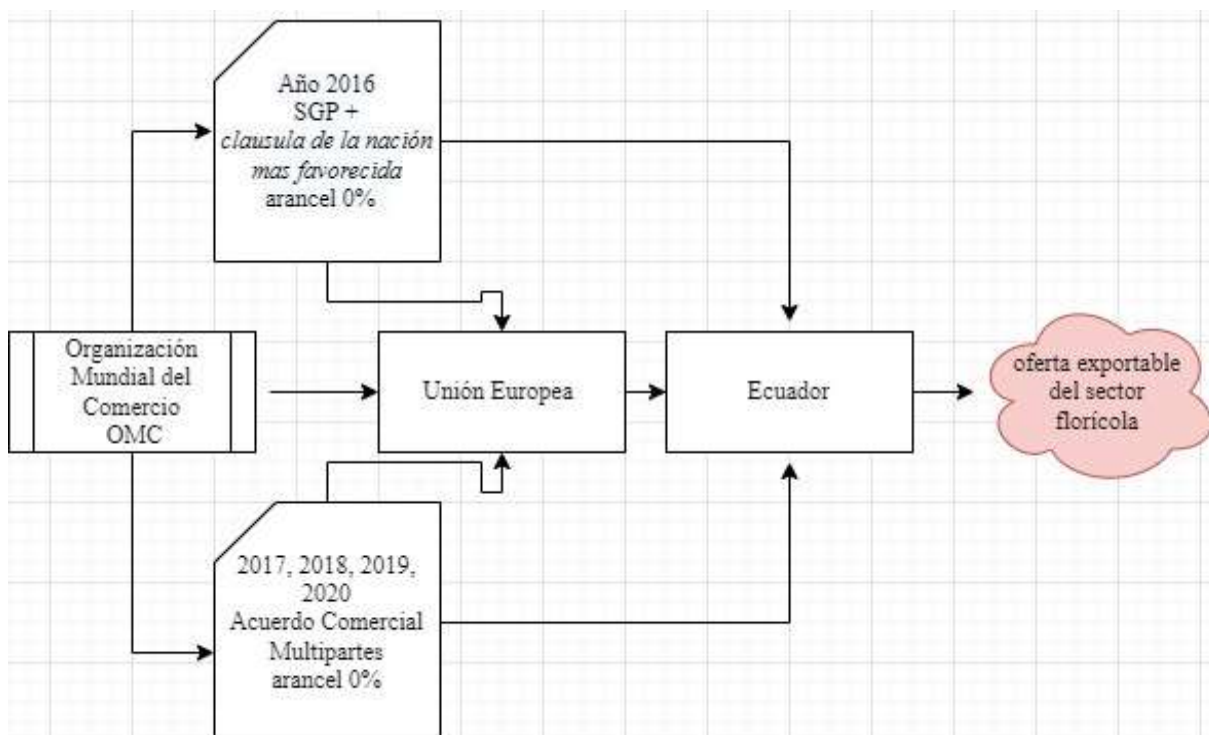 Año 2016
SGP +
clausula de la nación
mas favorecida
arancel 0%
Organización
Mundial del
Comercio
OMC
Unión Europea
Ecuador
oferta exportable
del sector
florícola
2017, 2018, 2019,
2020
Acuerdo Comercial
Multipartes
arancel 0%